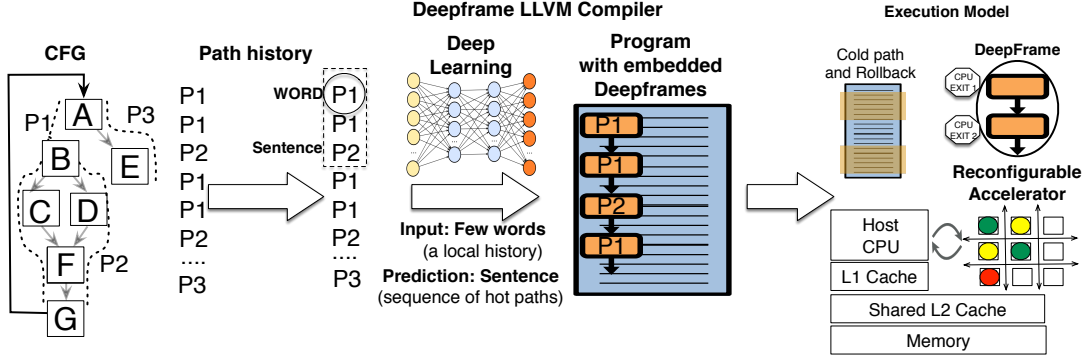 Deepframe LLVM Compiler
Execution Model
CFG
Path history
Deep
Learning
Program
with embedded
Deepframes
Cold path
and Rollback
DeepFrame
CPU
EXIT 1
CPU
EXIT 2
P1
P3
A
B
E
C
D
F
P2
G
P1
P1
P2
P1
P1
P2
....
P3
WORD
Sentence
P1
P1
P2
P1
P1
P2
....
P3
...
...
...
...
Input: Few words
(a local history)
Prediction: Sentence
(sequence of hot paths)
P1
P1
P2
P1
Reconfigurable
Accelerator
Host
CPU
L1 Cache
Shared L2 Cache
Memory